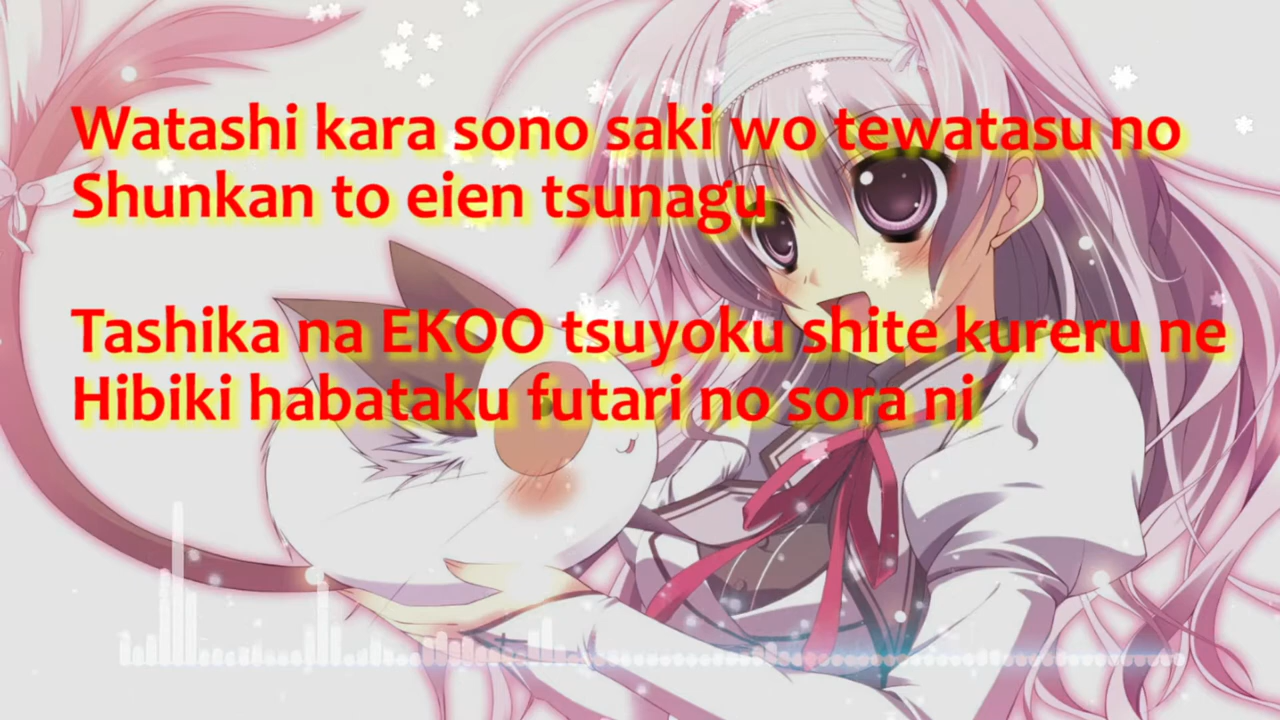 Watashi kara sono saki wo tewatasu no
Shunkan to eien tsunagu
Tashika na EKOO tsuyoku shite kureru ne
Hibiki habataku futari no sora ni